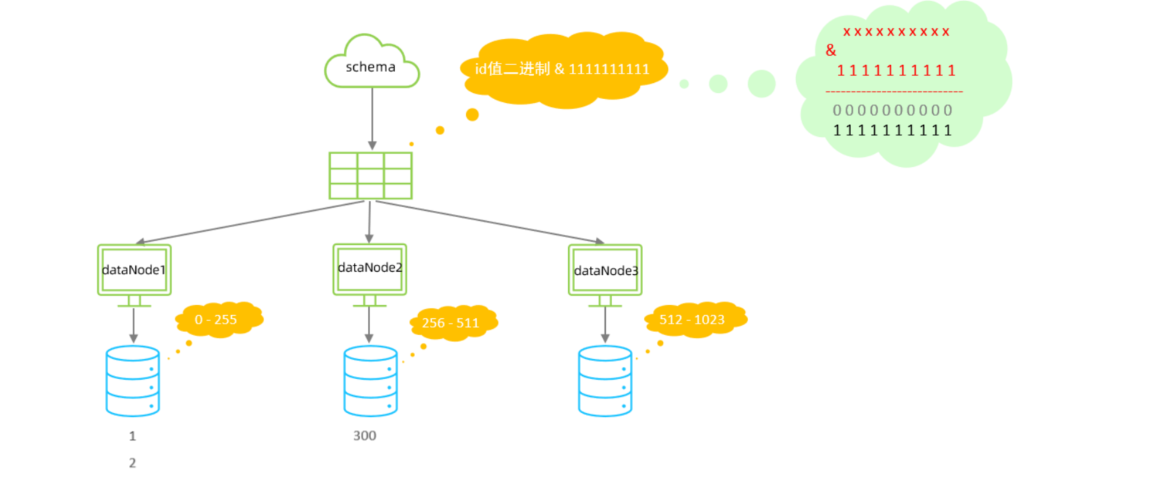 schema
id值二进制 & 1111111111
x x x x x x x x x x
&
1 1 1 1 1 1 1 1 1 1
---------------------------
0 0 0 0 0 0 0 0 0 0
1 1 1 1 1 1 1 1 1 1
dataNode1
dataNode2
dataNode3
0 - 255
256 - 511
512 - 1023
1
300
2